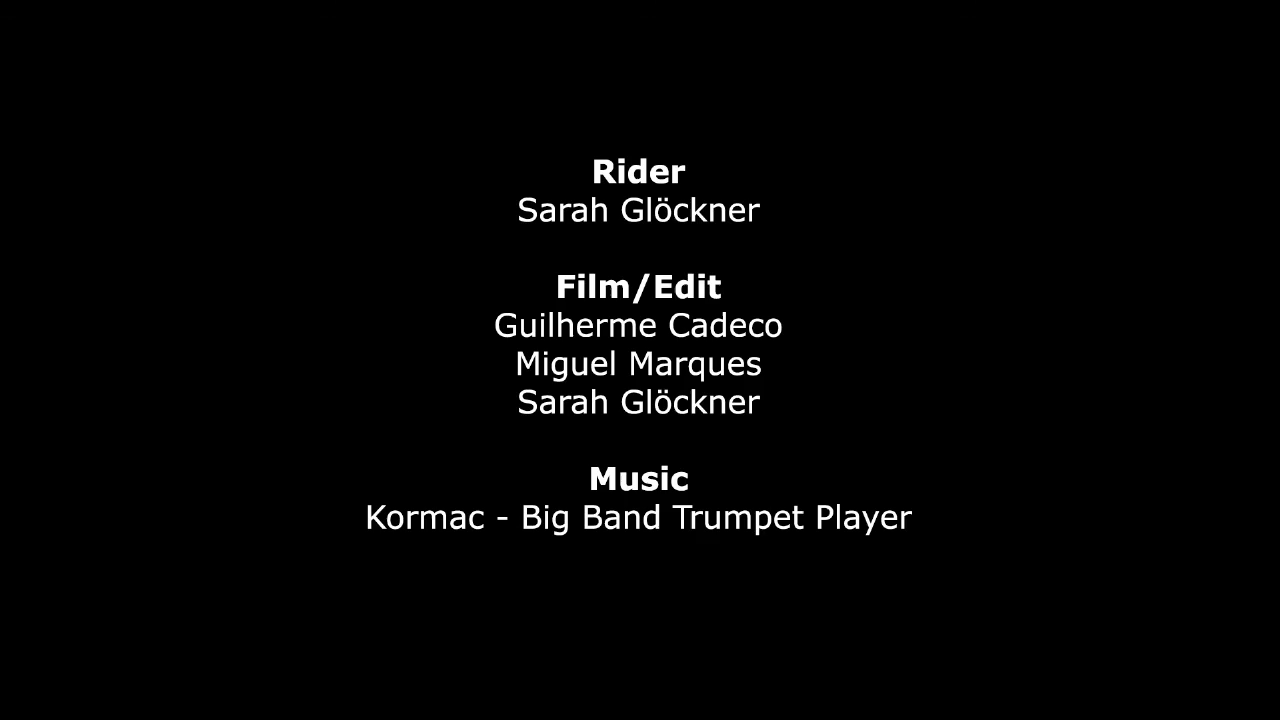 Rider
Sarah Glöckner
Film/Edit
Guilherme Cadeco
Miguel Marques
Sarah Glöckner
Music
Kormac - Big Band Trumpet Player